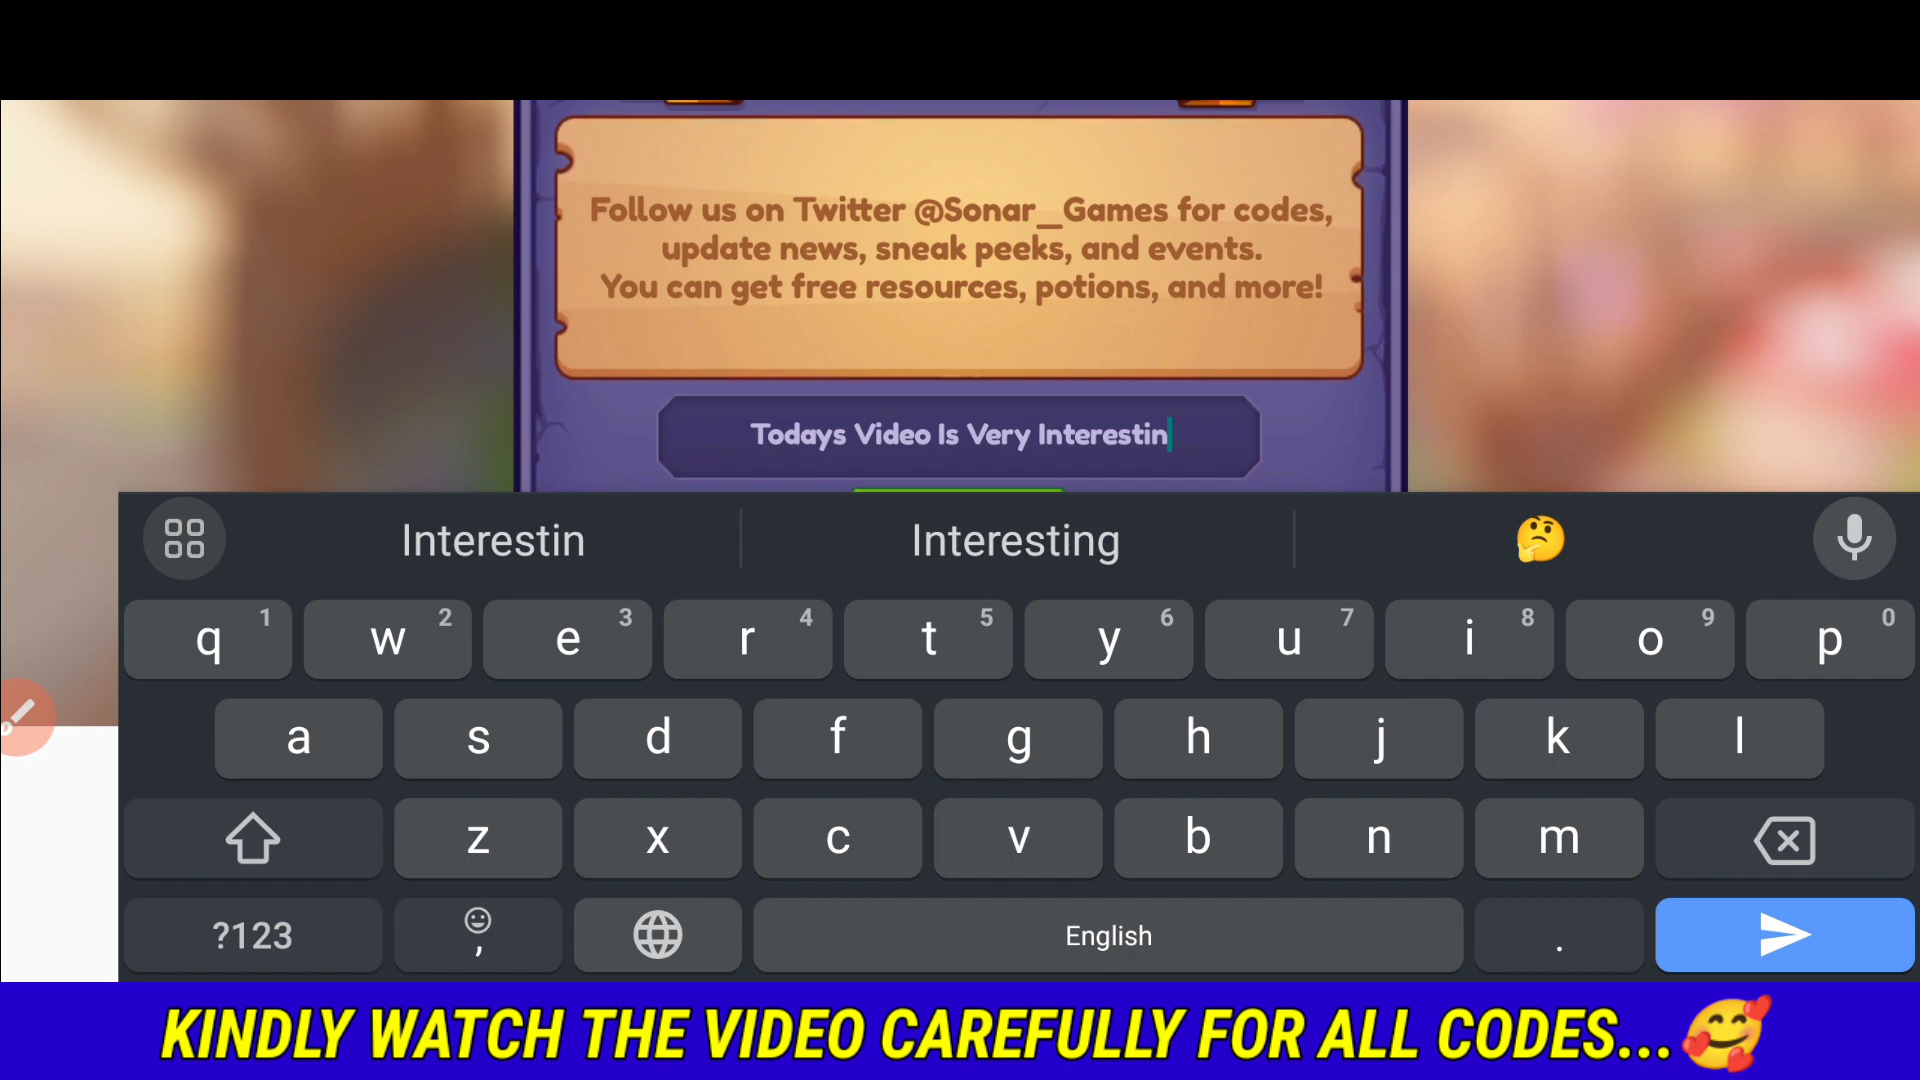 Follow us on Twitter @Sonar_Games for codes,
update news, sneak peeks, and events.
You can get free resources, potions, and more!
Todays Video Is Very Interestin
Interestin Interesting 🤔
q 1 w 2 e 3 r 4 t 5 y 6 u 7 i 8 o 9 p 0
a s d f g h j k l
z x c v b n m
?123 , English .
KINDLY WATCH THE VIDEO CAREFULLY FOR ALL CODES...🥰